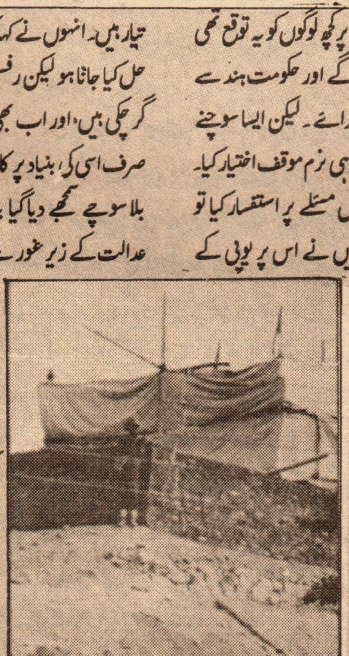 پر کچھ لوگوں کو یہ توقع تھی
گے اور حکومت ہند سے
رائے ۔ لیکن ایسا سوچنے
ہی نرم موقف اختیار کیا۔
مسئلے پر استفسار کیا تو
یں نے اس پر یوپی کے
تیار ہیں۔ انہوں نے کہا
حل کیا جانا ہو لیکن
گر چکی ہیں، اور اب بھی
صرف اسی کی بنیاد پر
بلا سوچے سمجھے دیا گیا
عدالت کے زیر غور ہے